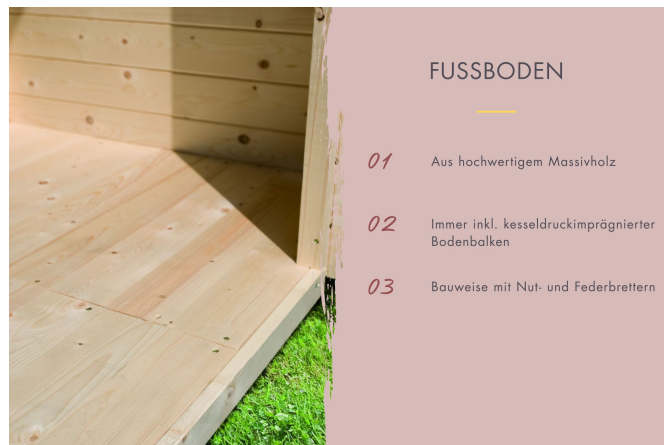 FUSSBODEN
01 Aus hochwertigem Massivholz
02 Immer inkl. kesseldruckimprägnierter
Bodenbalken
03 Bauweise mit Nut- und Federbrettern